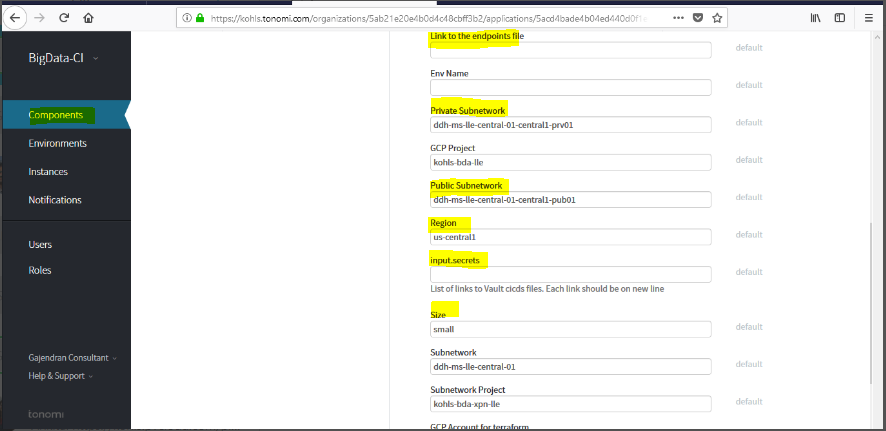 https://kohls.tonomi.com/organizations/5ab21e20e4b0d4c48cbff3b2/applications/5acd4bade4b04ed440d0f1
BigData-CI
Components
Environments
Instances
Notifications
Users
Roles
Gajendran Consultant
Help & Support
tonomi
Link to the endpoints file
default
Env Name
default
Private Subnetwork
ddh-ms-lle-central-01-central1-prv01
default
GCP Project
kohls-bda-lle
default
Public Subnetwork
ddh-ms-lle-central-01-central1-pub01
default
Region
us-central1
default
input.secrets
default
List of links to Vault cicds files. Each link should be on new line
Size
small
default
Subnetwork
ddh-ms-lle-central-01
default
Subnetwork Project
kohls-bda-xpn-lle
default
GCP Account for terraform